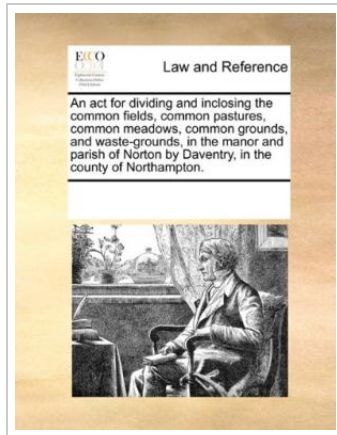 ECCO
Law and Reference
An act for dividing and inclosing the
common fields, common pastures,
common meadows, common grounds,
and waste-grounds, in the manor and
parish of Norton by Daventry, in the
county of Northampton.